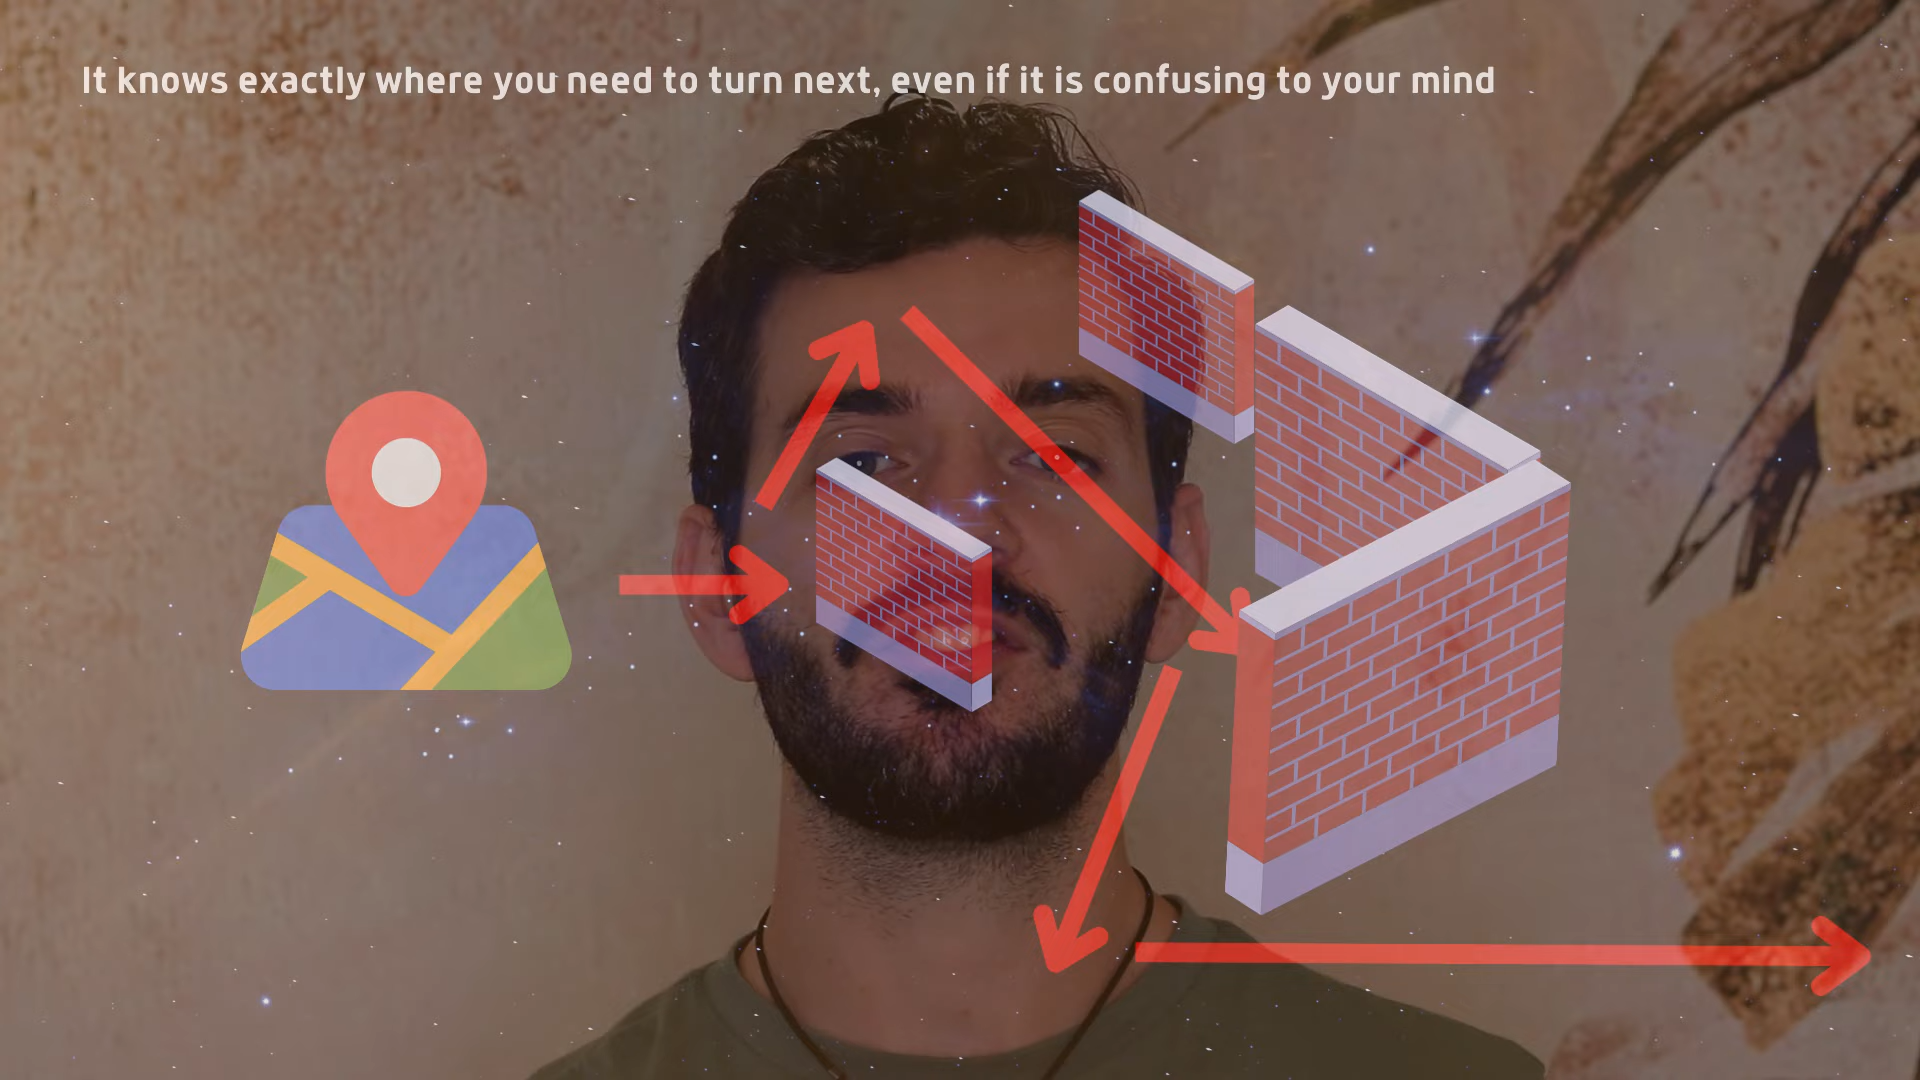 It knows exactly where you need to turn next, even if it is confusing to your mind